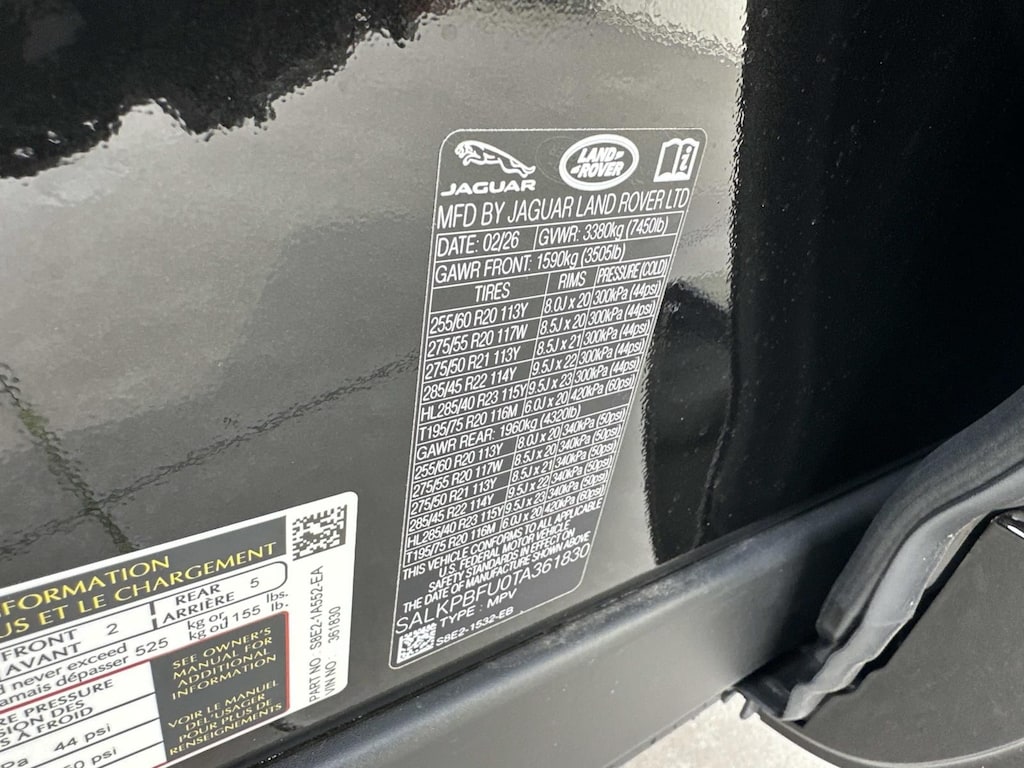 JAGUAR
LAND-
-ROVER
MFD BY JAGUAR LAND ROVER LTD
DATE: 02/26 GVWR: 3380kg (7450lb)
GAWR FRONT: 1590kg (3505lb)
TIRES RIMS PRESSURE (COLD)
255/60 R20 113Y 8.0J x 20 300kPa (44psi)
275/55 R20 117W 8.5J x 20 300kPa (44psi)
275/50 R21 113Y 8.5J x 21 300kPa (44psi)
285/45 R22 114Y 9.5J x 22 300kPa (44psi)
HL285/40 R23 115Y 9.5J x 23 300kPa (44psi)
T195/75 R20 116M 6.0J x 20 420kPa (60psi)
GAWR REAR: 1960kg (4320lb)
255/60 R20 113Y 8.0J x 20 340kPa (50psi)
275/55 R20 117W 8.5J x 20 340kPa (50psi)
275/50 R21 113Y 8.5J x 21 340kPa (50psi)
285/45 R22 114Y 9.5J x 22 340kPa (50psi)
HL285/40 R23 115Y 9.5J x 23 340kPa (50psi)
T195/75 R20 116M 6.0J x 20 420kPa (60psi)
THIS VEHICLE CONFORMS TO ALL APPLICABLE
U.S. FEDERAL MOTOR VEHICLE
SAFETY STANDARDS IN EFFECT ON
THE DATE OF MANUFACTURE SHOWN ABOVE
SALKPBFU0TA361830
TYPE : MPV
S8E2-1532-EB
NFORMATION
US ET LE CHARGEMENT
FRONT 2 REAR 5
AVANT ARRIÈRE
d never exceed 525 kg or 155 lbs.
amais dépasser kg ou lb.
RE PRESSURE
SION DES
S À FROID
Pa 44 psi
50 psi
SEE OWNER'S
MANUAL FOR
ADDITIONAL
INFORMATION
VOIR LE MANUEL
DE L'USAGER
POUR PLUS DE
RENSEIGNEMENTS
PART NO. S8E2-1A552-EA
VIN NO: 361830